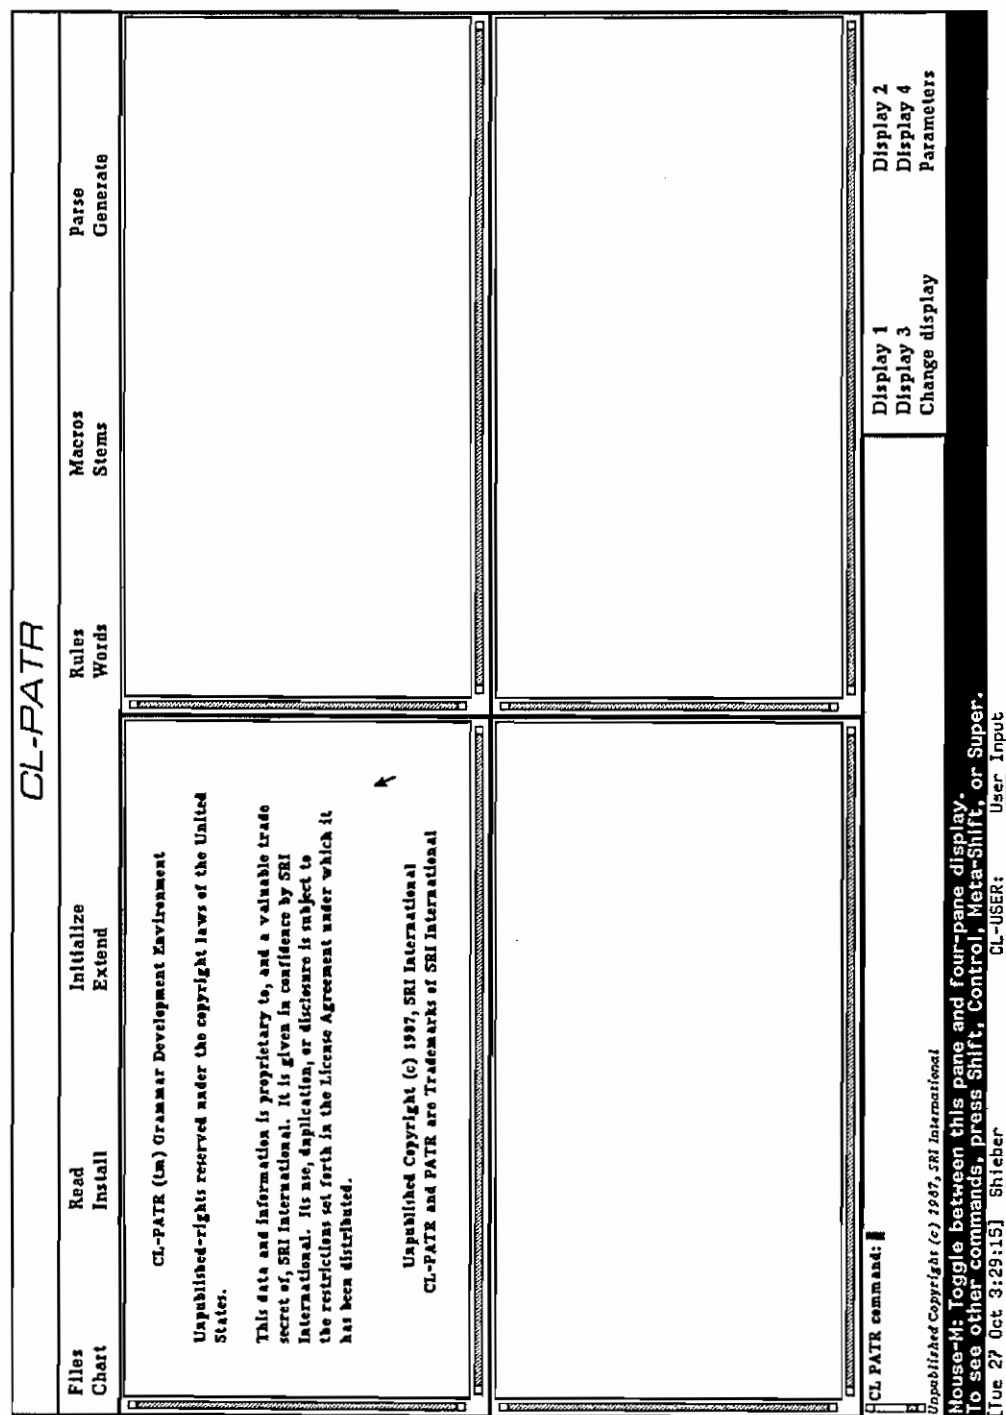 CL-PATR
Files Read Initialize Rules Macros Parse
Chart Install Extend Words Stems Generate
CL-PATR (tm) Grammar Development Environment
Unpublished-rights reserved under the copyright laws of the United
States.
This data and information is proprietary to, and a valuable trade
secret of, SRI International. It is given in confidence by SRI
International. Its use, duplication, or disclosure is subject to
the restrictions set forth in the License Agreement under which it
has been distributed.
Unpublished Copyright (c) 1987, SRI International
CL-PATR and PATR are Trademarks of SRI International
CL PATR command:
Display 1 Display 2
Display 3 Display 4
Change display Parameters
Unpublished Copyright (c) 1987, SRI International
Mouse-M: Toggle between this pane and four-pane display.
To see other commands, press Shift, Control, Meta-Shift, or Super.
[Tue 27 Oct 3:29:15] Shieber CL-USER: User Input